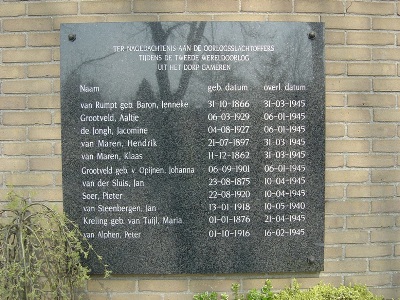 TER NAGEDACHTENIS AAN DE OORLOGSSLACHTOFFERS
TIJDENS DE TWEEDE WERELDOORLOG
UIT HET DORP GAMEREN
Naam geb. datum overl. datum
van Rumpt geb. Baron, Jenneke 31-10-1866 31-03-1945
Grootveld, Aaltje 06-03-1929 06-01-1945
de Jongh, Jacomine 04-08-1927 06-01-1945
van Maren, Hendrik 21-07-1897 31-03-1945
van Maren, Klaas 11-12-1862 31-03-1945
Grootveld geb. v. Opijnen, Johanna 06-09-1901 06-01-1945
van der Sluis, Jan 23-08-1875 10-04-1945
Soer, Pieter 22-08-1920 10-04-1945
van Steenbergen, Jan 13-01-1918 10-05-1940
Kreling geb. van Tuijl, Maria 01-01-1876 21-04-1945
van Alphen, Peter 01-10-1916 16-02-1945